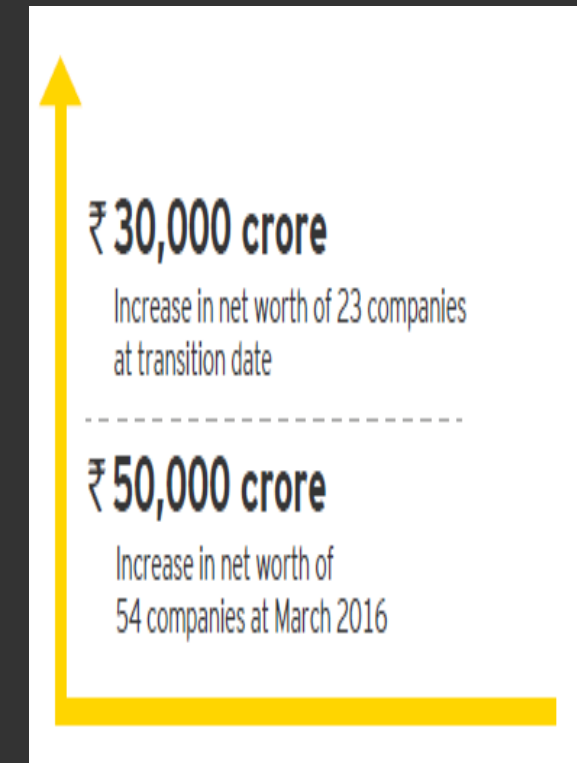 ₹ 30,000 crore
Increase in net worth of 23 companies
at transition date
₹ 50,000 crore
Increase in net worth of
54 companies at March 2016